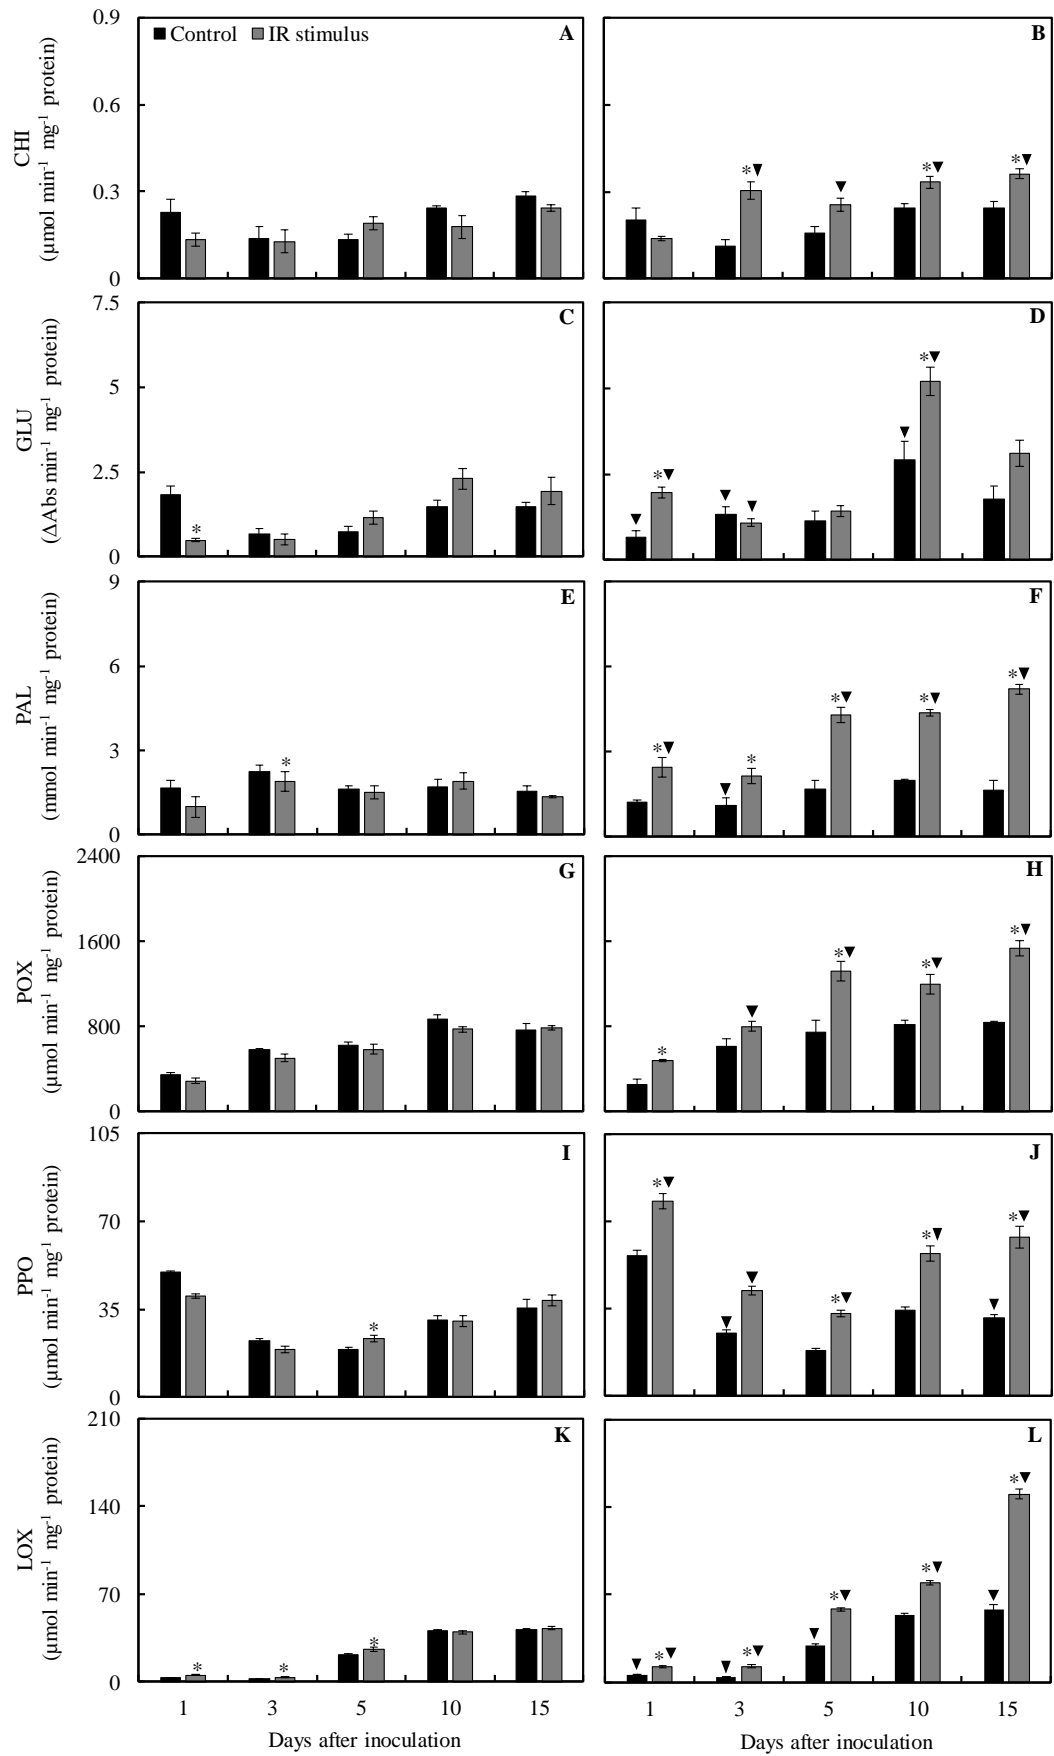 CHI
(µmol min⁻¹ mg⁻¹ protein)
0.9
0.6
0.3
0
■ Control ■ IR stimulus
A
B
*▼
▼
*▼
*▼
GLU
(ΔAbs min⁻¹ mg⁻¹ protein)
7.5
5
2.5
0
C
*
D
▼
*▼
▼
▼
▼
*▼
PAL
(mmol min⁻¹ mg⁻¹ protein)
9
6
3
0
E
*
F
*▼
▼
*
*▼
*▼
*▼
POX
(µmol min⁻¹ mg⁻¹ protein)
2400
1600
800
0
G
H
*
▼
*▼
*▼
*▼
PPO
(µmol min⁻¹ mg⁻¹ protein)
105
70
35
0
I
*
J
*▼
▼
▼
*▼
*▼
▼
*▼
LOX
(µmol min⁻¹ mg⁻¹ protein)
210
140
70
0
K
*
*
*
L
▼
*▼
▼
*▼
▼
*▼
*▼
▼
*▼
1 3 5 10 15
Days after inoculation
1 3 5 10 15
Days after inoculation